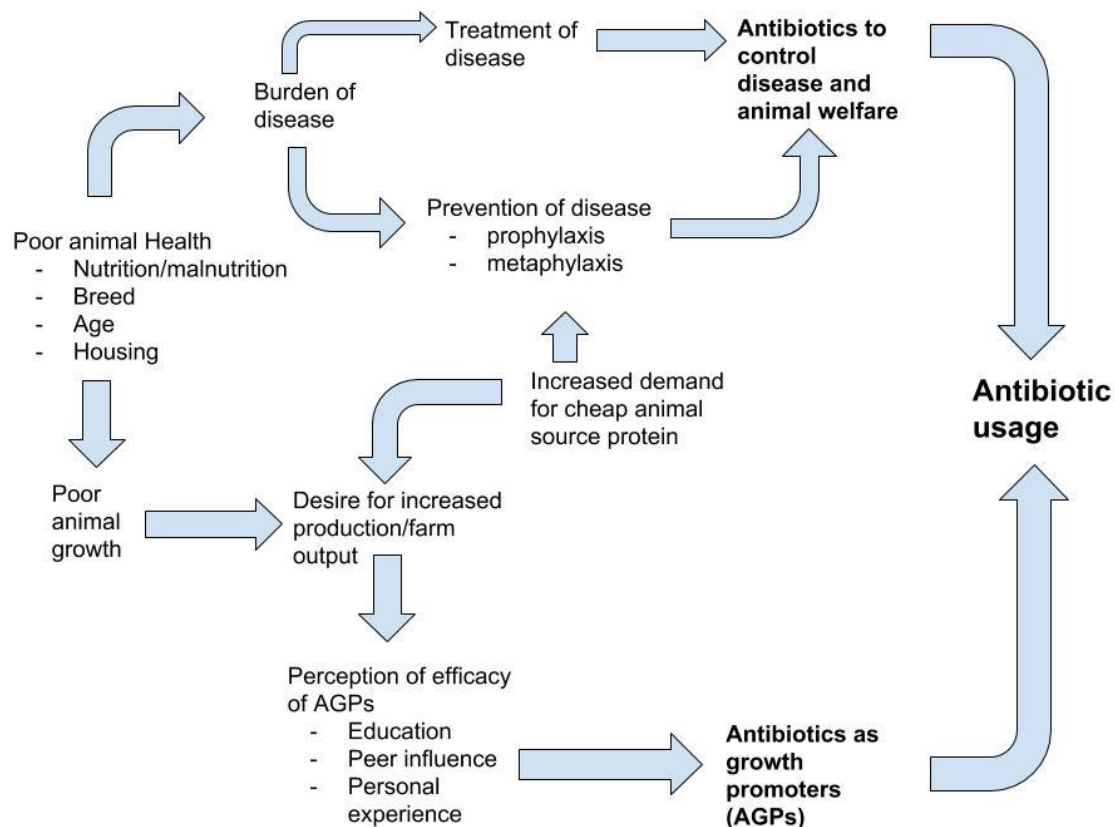 Treatment of
disease
Antibiotics to
control
disease and
animal welfare
Burden of
disease
Prevention of disease
- prophylaxis
- metaphylaxis
Poor animal Health
- Nutrition/malnutrition
- Breed
- Age
- Housing
Increased demand
for cheap animal
source protein
Antibiotic
usage
Poor
animal
growth
Desire for increased
production/farm
output
Perception of efficacy
of AGPs
- Education
- Peer influence
- Personal
experience
Antibiotics as
growth
promoters
(AGPs)